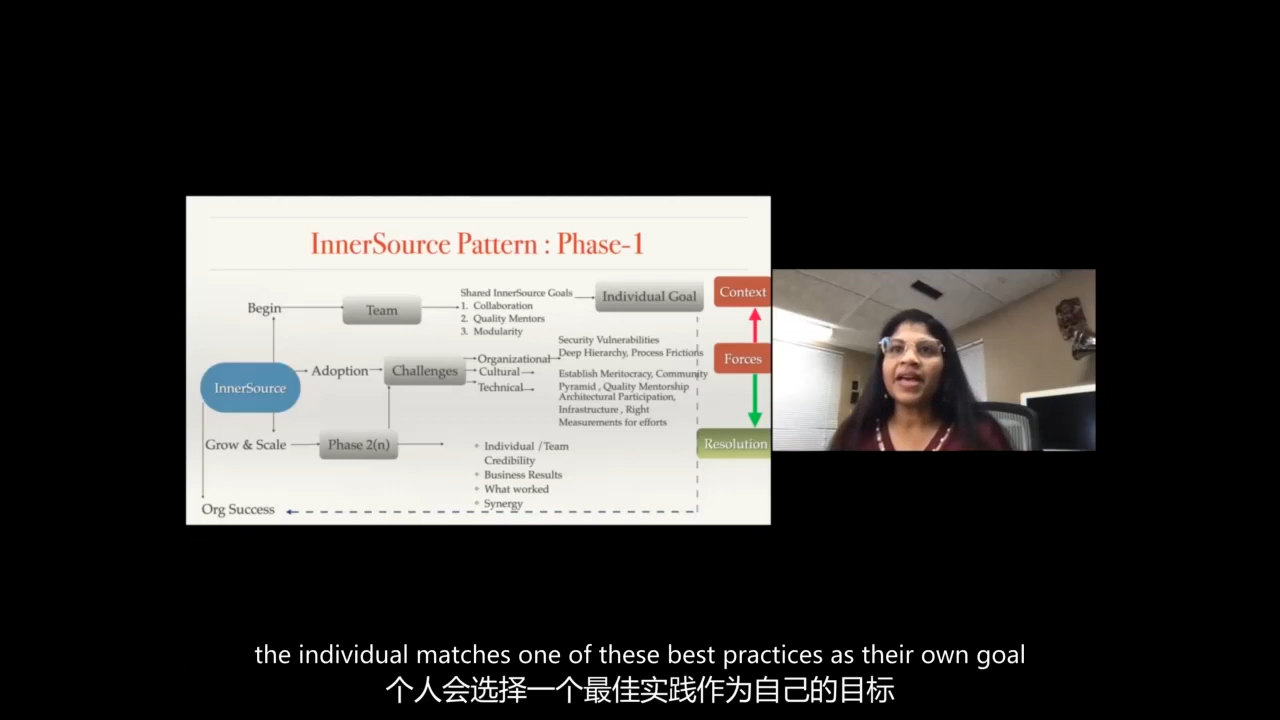 InnerSource Pattern : Phase-1
Begin
Team
Shared InnerSource Goals
1. Collaboration
2. Quality Mentors
3. Modularity
Individual Goal
Context
Security Vulnerabilities
Deep Hierarchy, Process Frictions
Forces
InnerSource
Adoption
Challenges
Organizational
Cultural
Technical
Establish Meritocracy, Community
Pyramid , Quality Mentorship
Architectural Participation,
Infrastructure , Right
Measurements for efforts
Grow & Scale
Phase 2(n)
Individual /Team
Credibility
Business Results
What worked
Synergy
Resolution
Org Success
the individual matches one of these best practices as their own goal
个人会选择一个最佳实践作为自己的目标